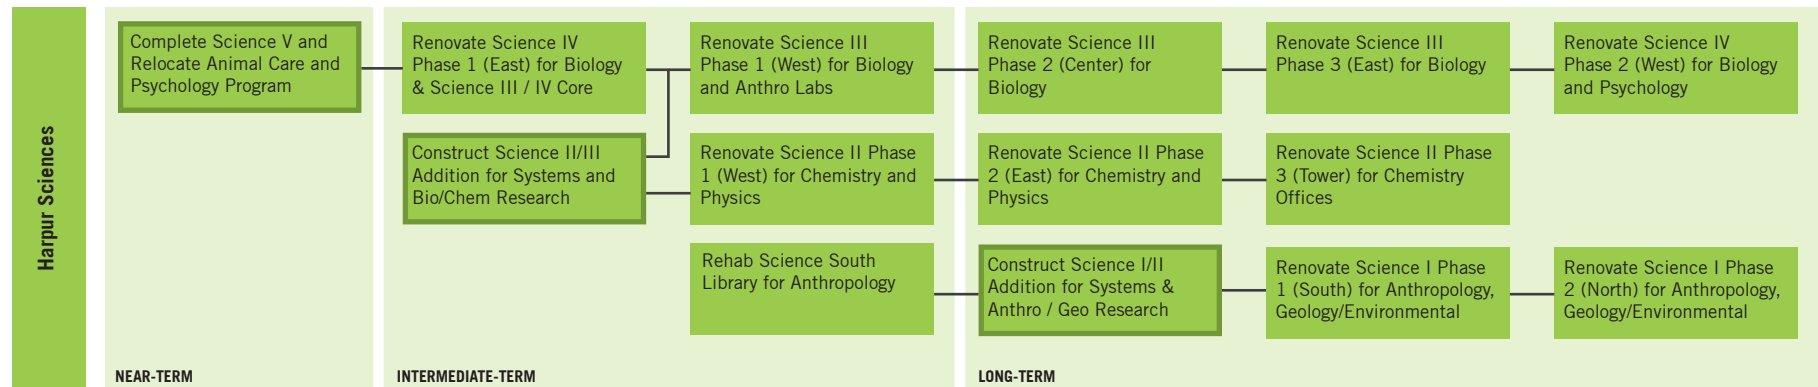 Harpur Sciences
Complete Science V and
Relocate Animal Care and
Psychology Program
NEAR-TERM
Renovate Science IV
Phase 1 (East) for Biology
& Science III / IV Core
Construct Science II/III
Addition for Systems and
Bio/Chem Research
Renovate Science III
Phase 1 (West) for Biology
and Anthro Labs
Renovate Science II Phase
1 (West) for Chemistry and
Physics
Rehab Science South
Library for Anthropology
INTERMEDIATE-TERM
Renovate Science III
Phase 2 (Center) for
Biology
Renovate Science III
Phase 3 (East) for Biology
Renovate Science IV
Phase 2 (West) for Biology
and Psychology
Renovate Science II Phase
2 (East) for Chemistry and
Physics
Renovate Science II Phase
3 (Tower) for Chemistry
Offices
Construct Science I/II
Addition for Systems &
Anthro / Geo Research
Renovate Science I Phase
1 (South) for Anthropology,
Geology/Environmental
Renovate Science I Phase
2 (North) for Anthropology,
Geology/Environmental
LONG-TERM